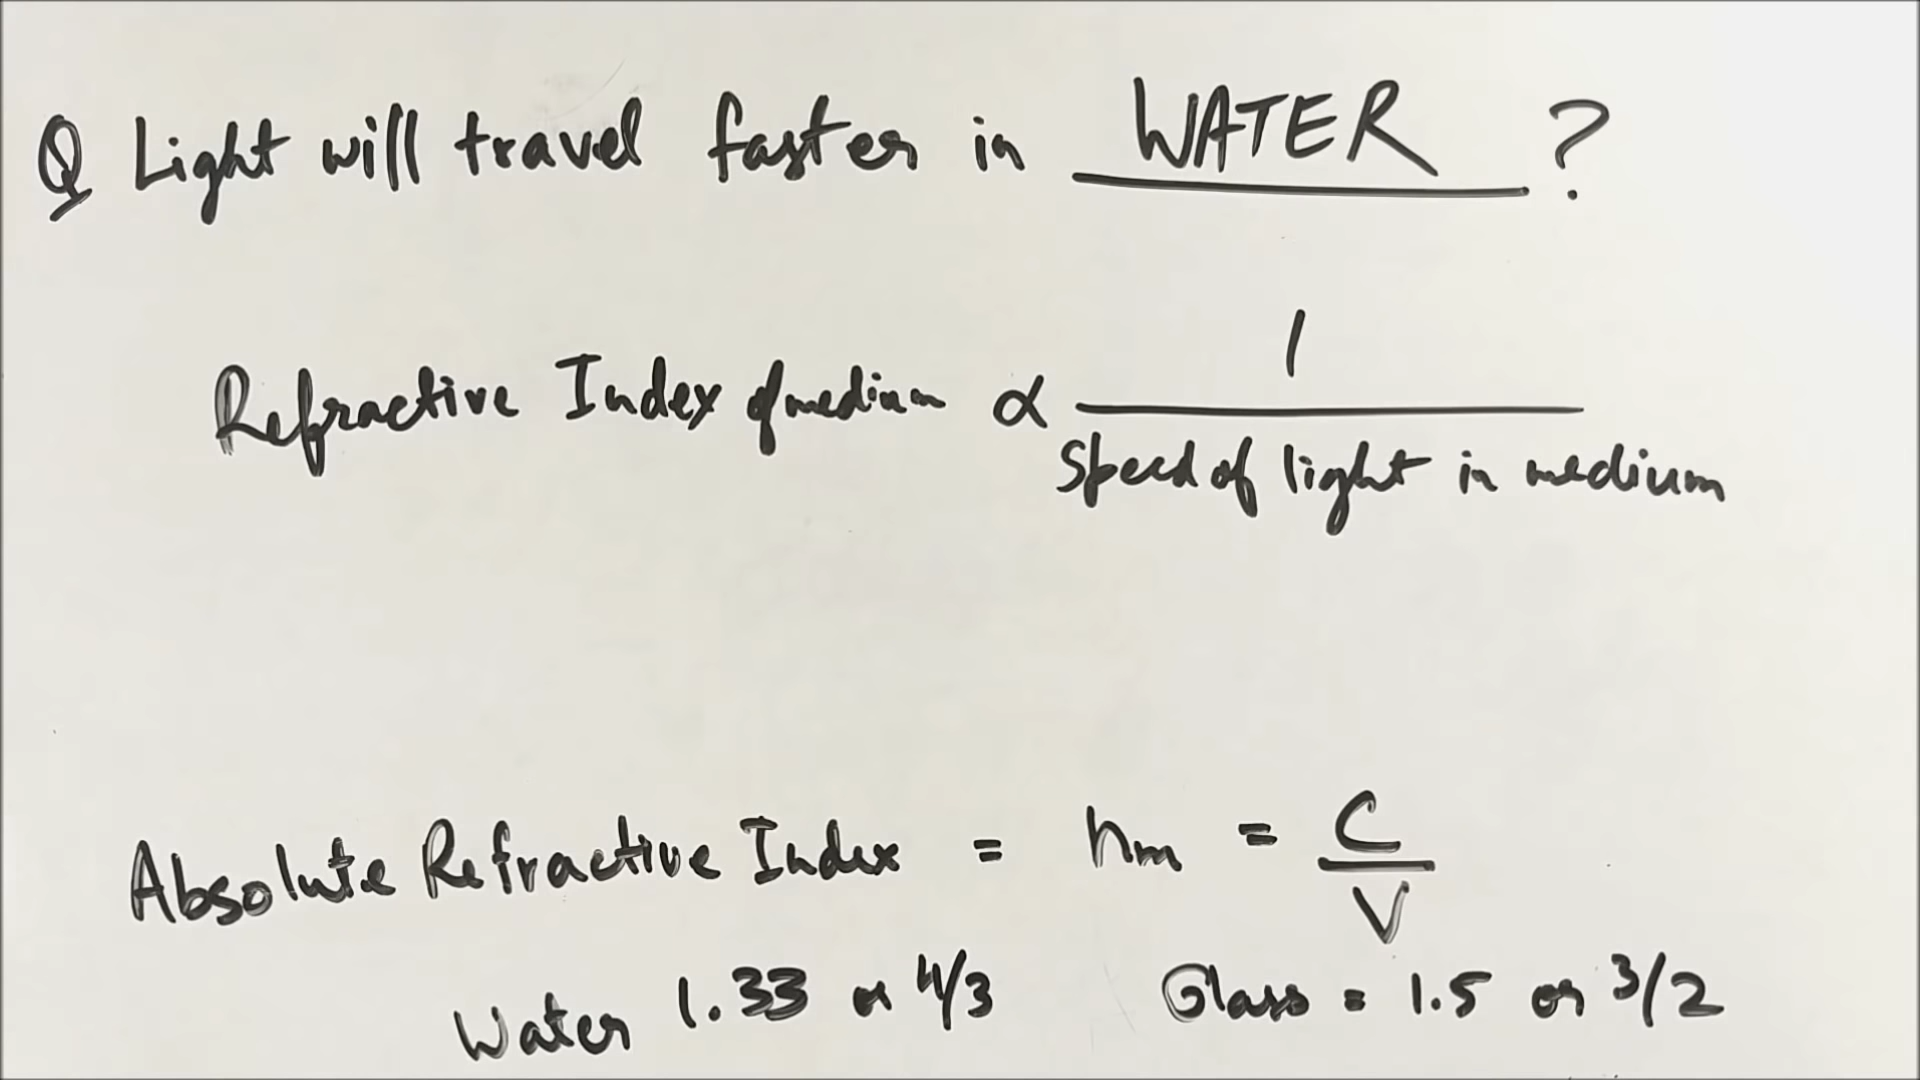 Q Light will travel faster in WATER ?
1
Refractive Index of medium ∝
Speed of light in medium
Absolute Refractive Index = nm = C
V
Water 1.33 or 4/3 Glass = 1.5 or 3/2